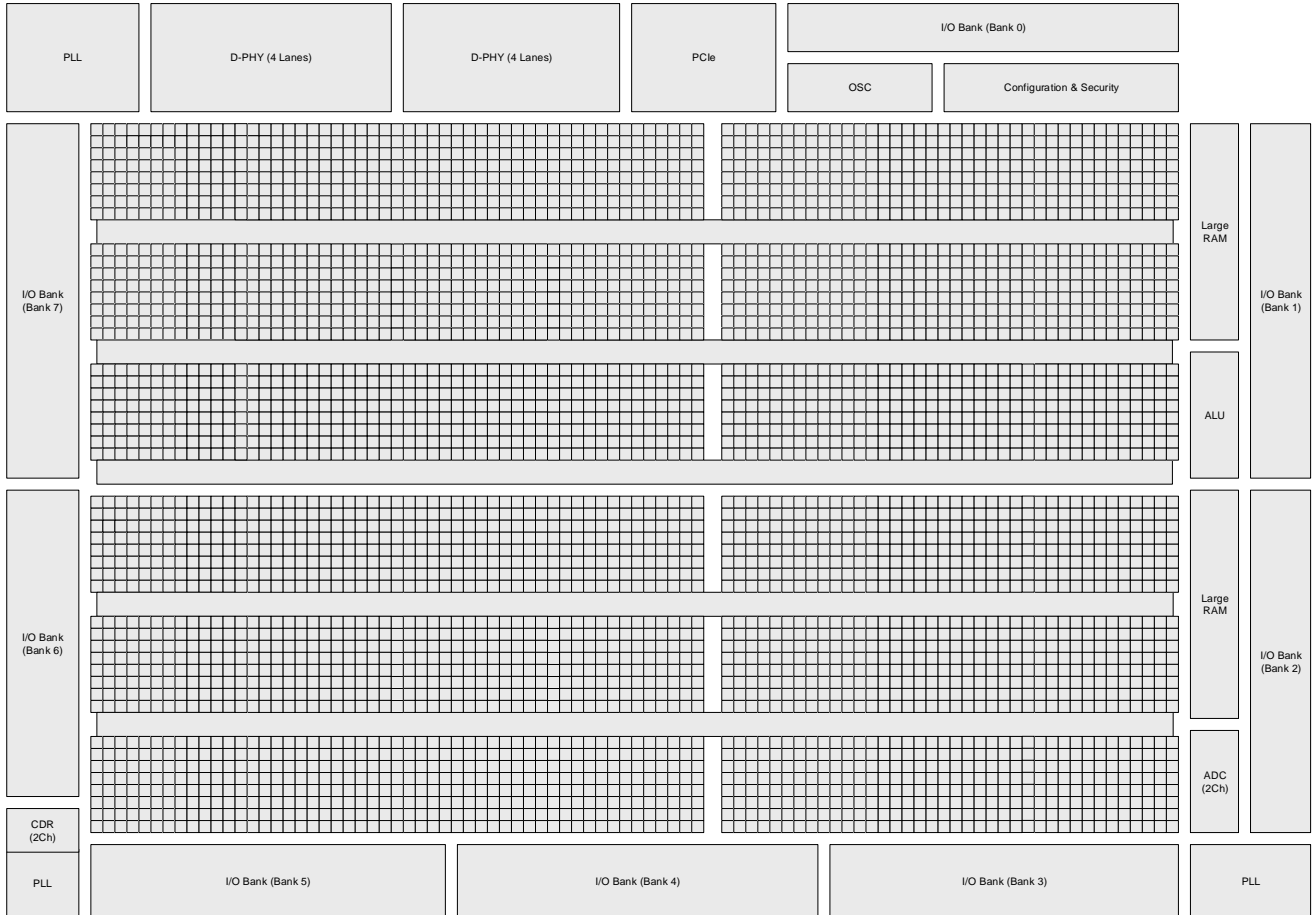 PLL
D-PHY (4 Lanes)
D-PHY (4 Lanes)
PCIe
I/O Bank (Bank 0)
OSC
Configuration & Security
I/O Bank
(Bank 7)
Large
RAM
I/O Bank
(Bank 1)
ALU
I/O Bank
(Bank 6)
Large
RAM
I/O Bank
(Bank 2)
ADC
(2Ch)
CDR
(2Ch)
PLL
I/O Bank (Bank 5)
I/O Bank (Bank 4)
I/O Bank (Bank 3)
PLL